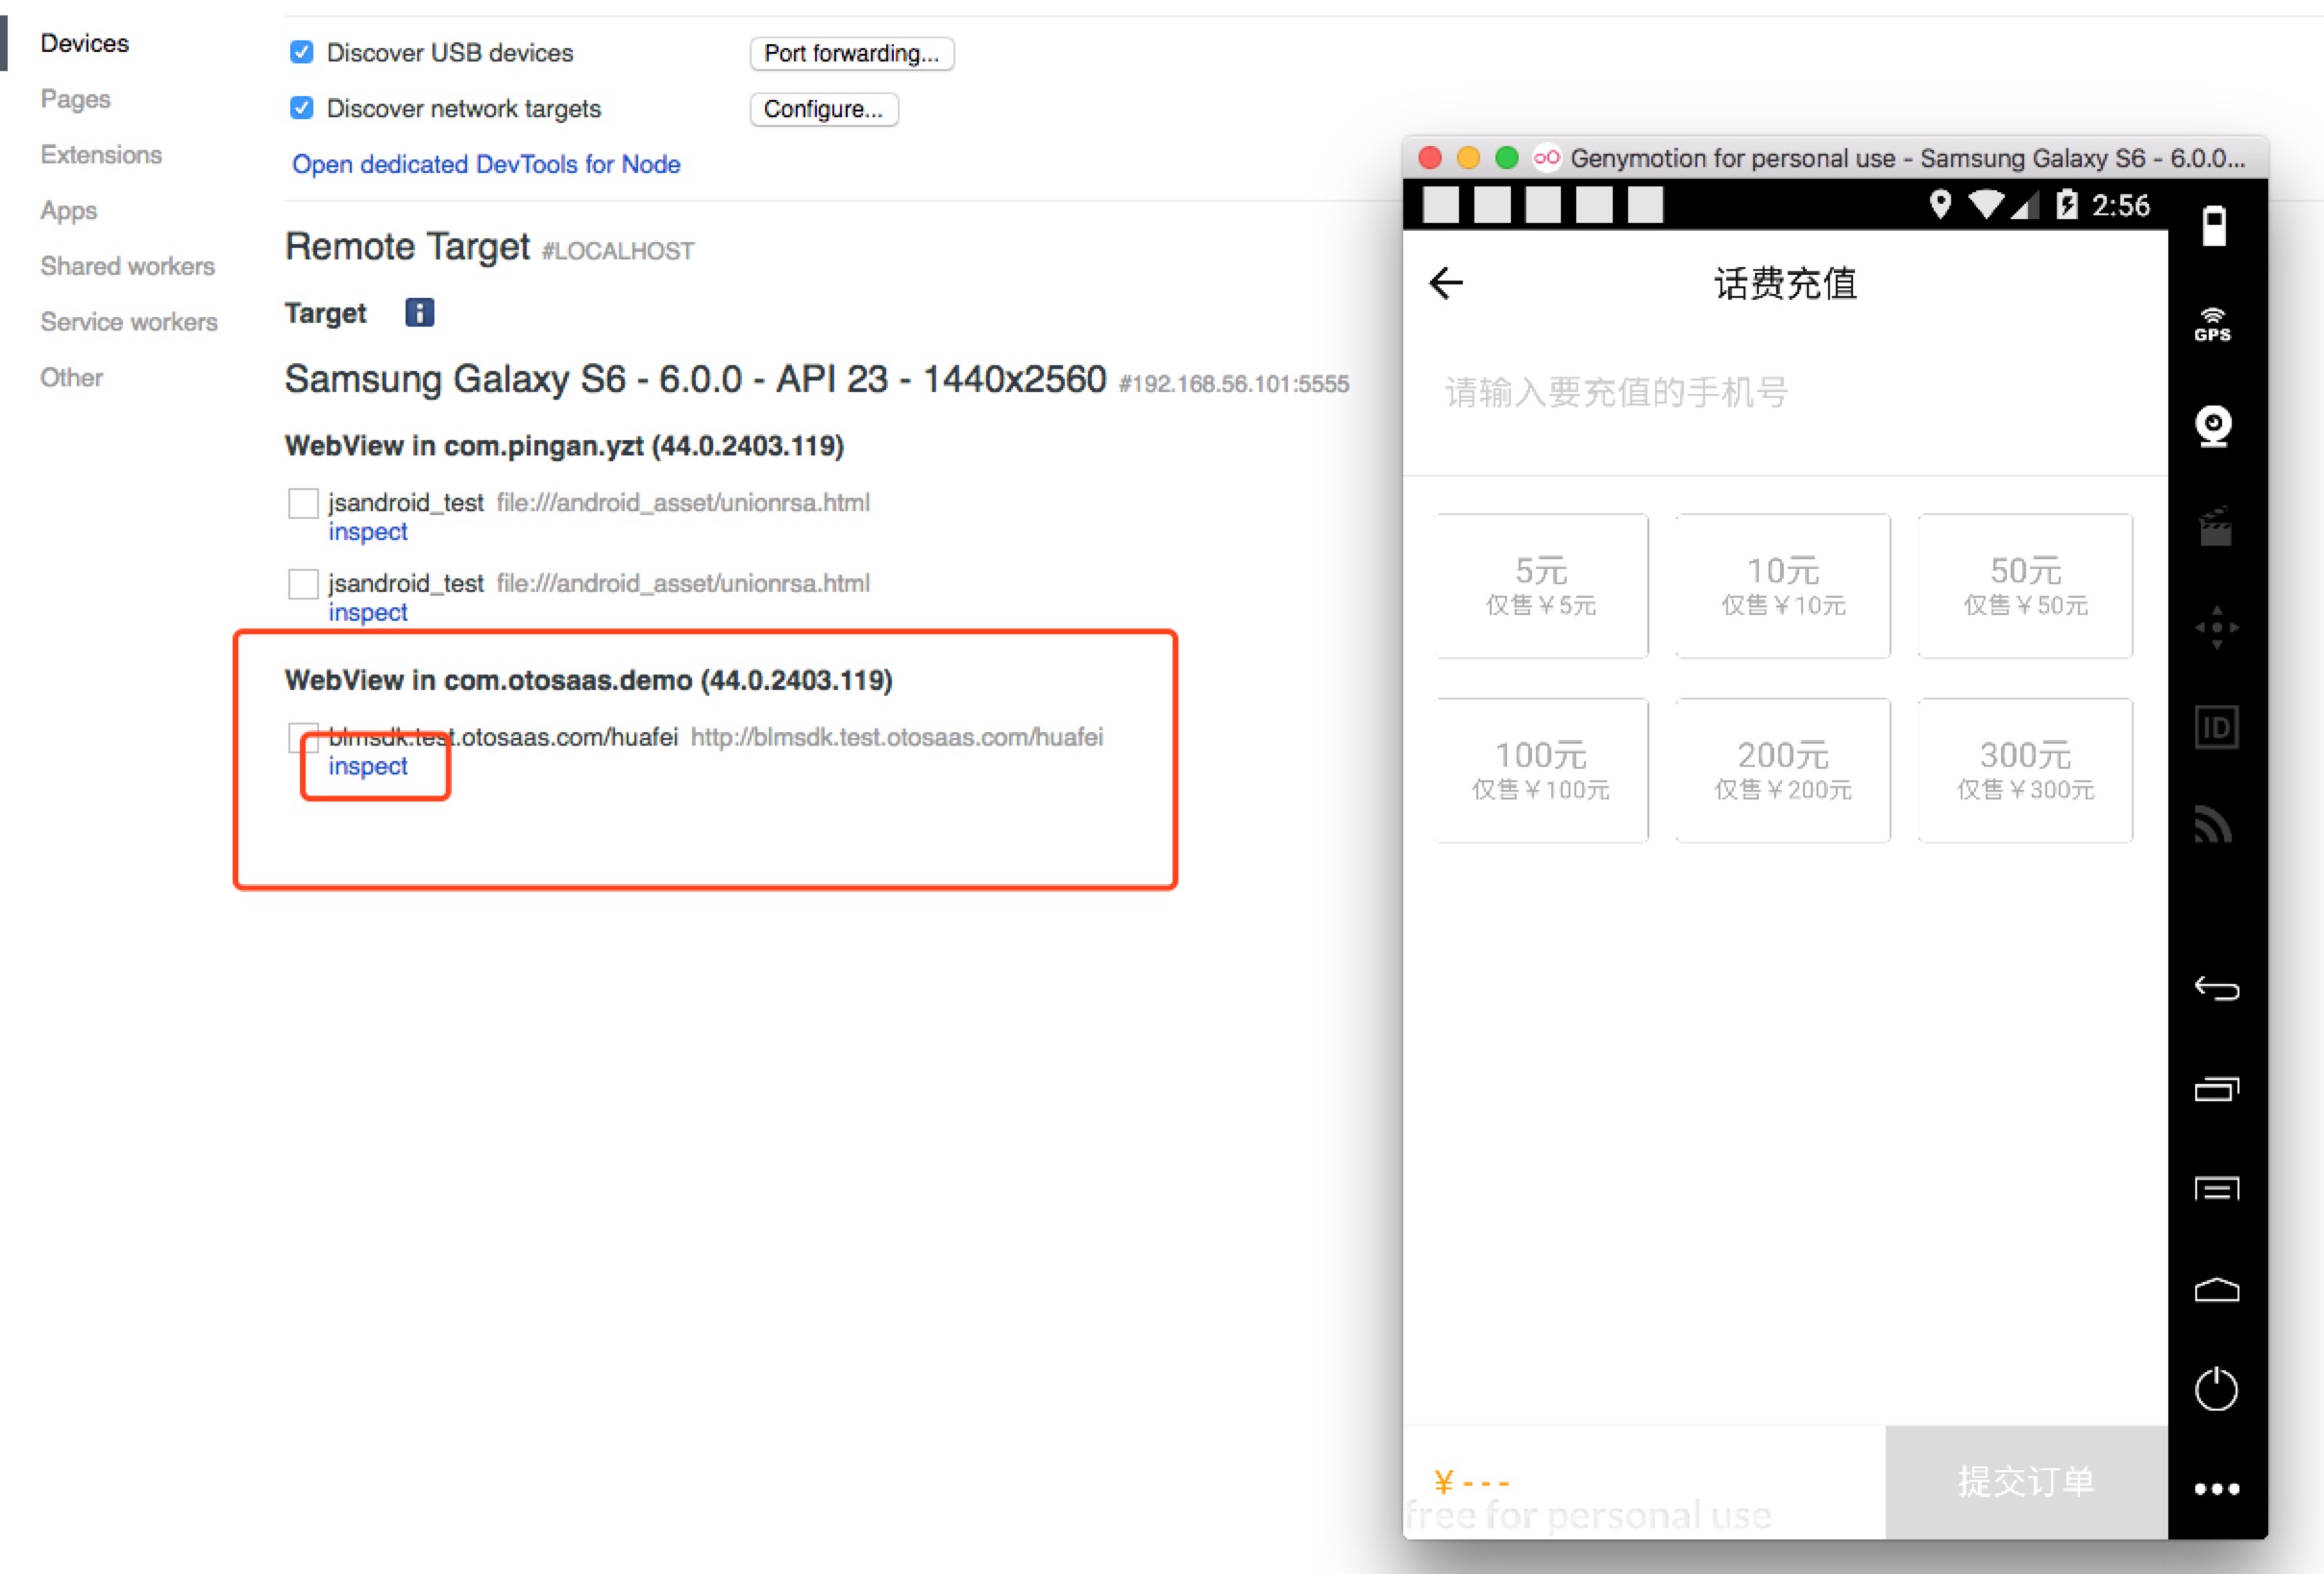 Devices
Pages
Extensions
Apps
Shared workers
Service workers
Other
Discover USB devices
Port forwarding...
Discover network targets
Configure...
Open dedicated DevTools for Node
Remote Target #LOCALHOST
Target
Samsung Galaxy S6 - 6.0.0 - API 23 - 1440x2560 #192.168.56.101:5555
WebView in com.pingan.yzt (44.0.2403.119)
jsandroid_test file:///android_asset/unionrsa.html
inspect
jsandroid_test file:///android_asset/unionrsa.html
inspect
WebView in com.otosaas.demo (44.0.2403.119)
blmsdk.test.otosaas.com/huafei http://blmsdk.test.otosaas.com/huafei
inspect
Genymotion for personal use - Samsung Galaxy S6 - 6.0.0...
2:56
GPS
话费充值
请输入要充值的手机号
5元
仅售￥5元
10元
仅售￥10元
50元
仅售￥50元
100元
仅售￥100元
200元
仅售￥200元
300元
仅售￥300元
ID
￥---
提交订单
free for personal use